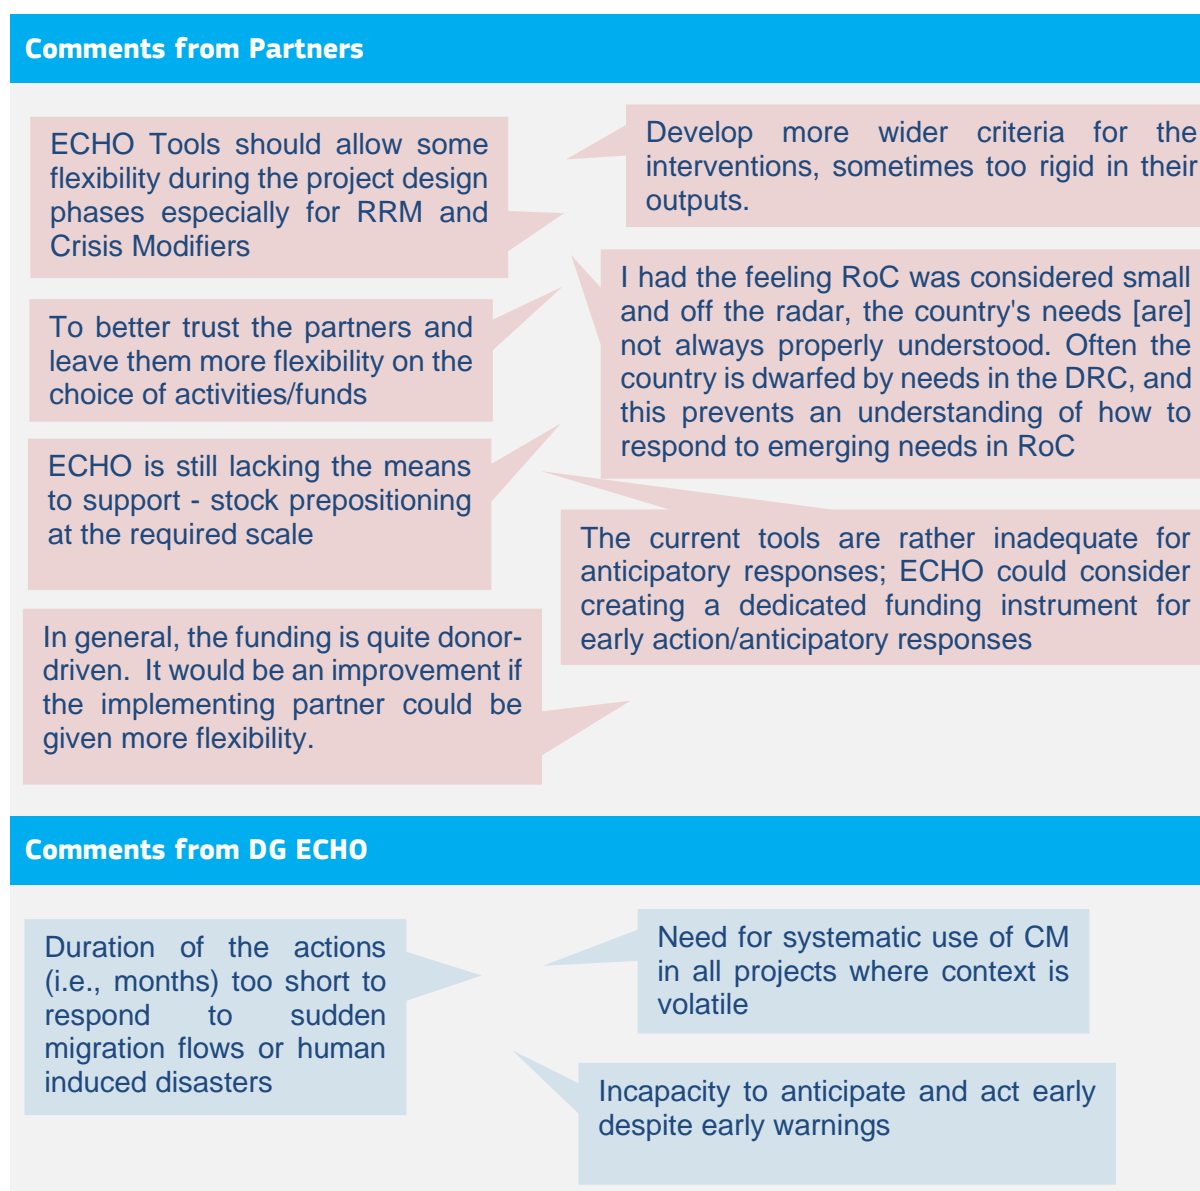 Comments from Partners
ECHO Tools should allow some
flexibility during the project design
phases especially for RRM and
Crisis Modifiers
Develop more wider criteria for the
interventions, sometimes too rigid in their
outputs.
To better trust the partners and
leave them more flexibility on the
choice of activities/funds
I had the feeling RoC was considered small
and off the radar, the country's needs [are]
not always properly understood. Often the
country is dwarfed by needs in the DRC, and
this prevents an understanding of how to
respond to emerging needs in RoC
ECHO is still lacking the means
to support - stock prepositioning
at the required scale
The current tools are rather inadequate for
anticipatory responses; ECHO could consider
creating a dedicated funding instrument for
early action/anticipatory responses
In general, the funding is quite donor-
driven. It would be an improvement if
the implementing partner could be
given more flexibility.
Comments from DG ECHO
Duration of the actions
(i.e., months) too short to
respond to sudden
migration flows or human
induced disasters
Need for systematic use of CM
in all projects where context is
volatile
Incapacity to anticipate and act early
despite early warnings